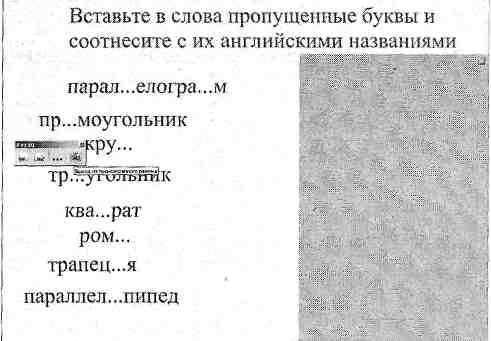 Вставьте в слова пропущенные буквы и
соотнесите с их английскими названиями
парал...елогра...м
пр...моугольник
кру...
тр...угольник
ква...рат
ром...
трапец...я
параллел...пипед